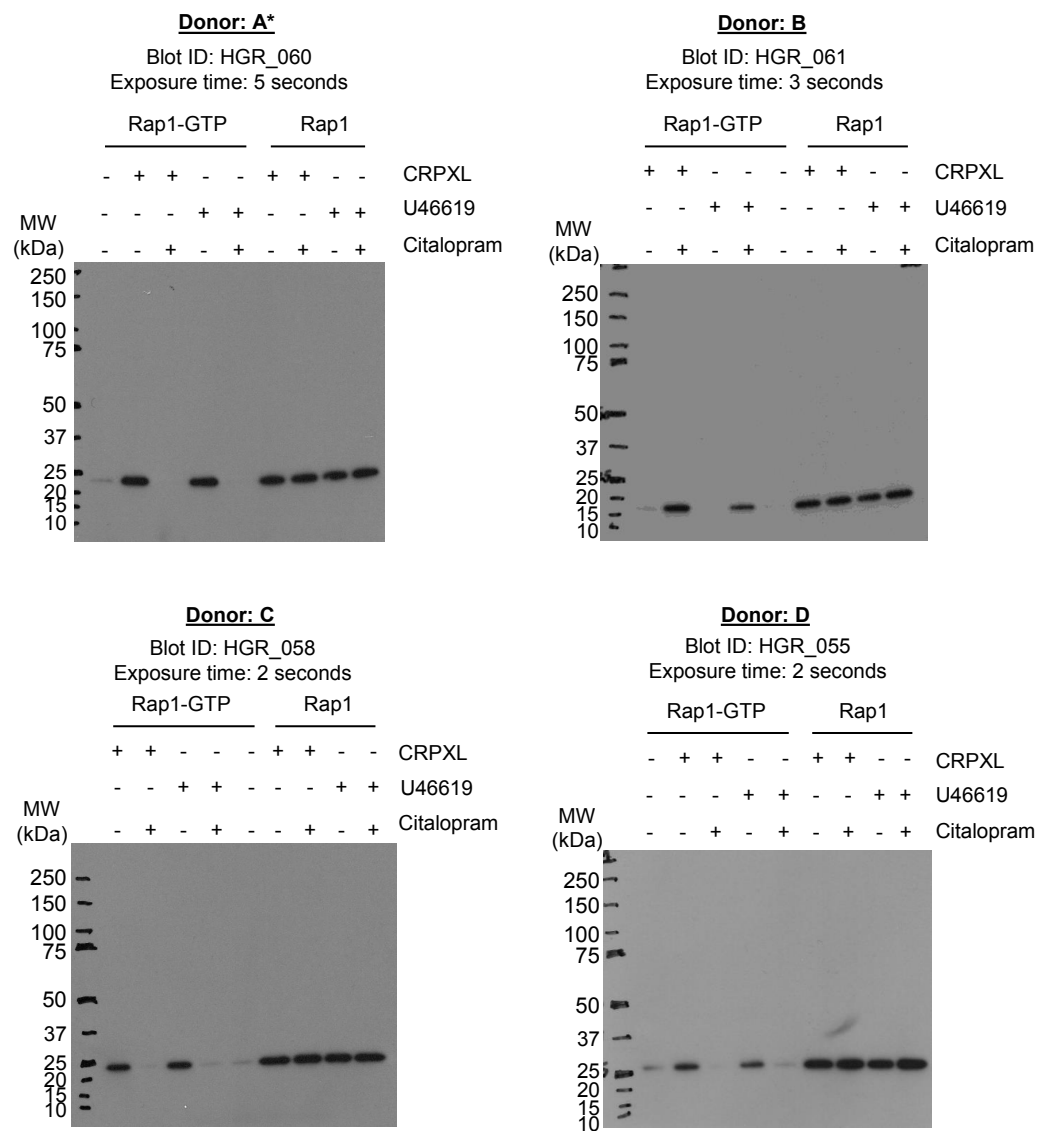 Donor: A*
Blot ID: HGR_060
Exposure time: 5 seconds
Rap1-GTP Rap1
- + + - - + + - - CRPXL
- - - + + - - + + U46619
- - + - + - + - + Citalopram
MW
(kDa)
250
150
100
75
50
37
25
20
15
10
Donor: B
Blot ID: HGR_061
Exposure time: 3 seconds
Rap1-GTP Rap1
+ + - - - + + - - CRPXL
- - + + - - - + + U46619
- + - + - - + - + Citalopram
MW
(kDa)
250
150
100
75
50
37
25
20
15
10
Donor: C
Blot ID: HGR_058
Exposure time: 2 seconds
Rap1-GTP Rap1
+ + - - - + + - - CRPXL
- - + + - - - + + U46619
- + - + - - + - + Citalopram
MW
(kDa)
250
150
100
75
50
37
25
20
15
10
Donor: D
Blot ID: HGR_055
Exposure time: 2 seconds
Rap1-GTP Rap1
- + + - - + + - - CRPXL
- - - + + - - + + U46619
- - + - + - + - + Citalopram
MW
(kDa)
250
150
100
75
50
37
25
20
15
10